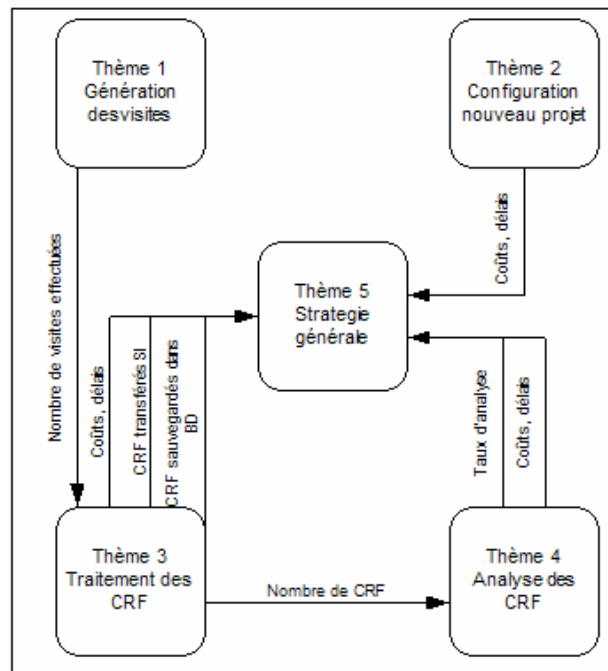 Thème 1
Génération
desvisites
Thème 2
Configuration
nouveau projet
Nombre de visites effectuées
Coûts, délais
Thème 5
Strategie
générale
Coûts, délais
CRF transférés SI
CRF sauvegardés dans
BD
Taux d'analyse
Coûts, délais
Thème 3
Traitement des
CRF
Nombre de CRF
Thème 4
Analyse des
CRF